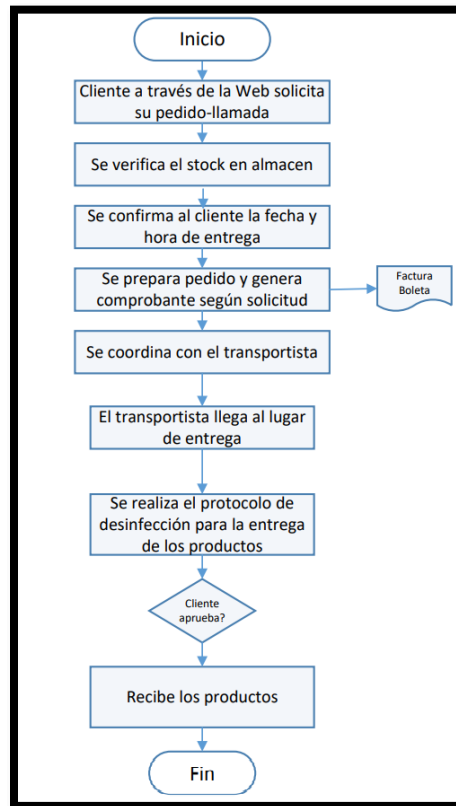 Inicio
Cliente a través de la Web solicita
su pedido-llamada
Se verifica el stock en almacen
Se confirma al cliente la fecha y
hora de entrega
Se prepara pedido y genera
comprobante según solicitud
Factura
Boleta
Se coordina con el transportista
El transportista llega al lugar
de entrega
Se realiza el protocolo de
desinfección para la entrega
de los productos
Cliente
aprueba?
Recibe los productos
Fin